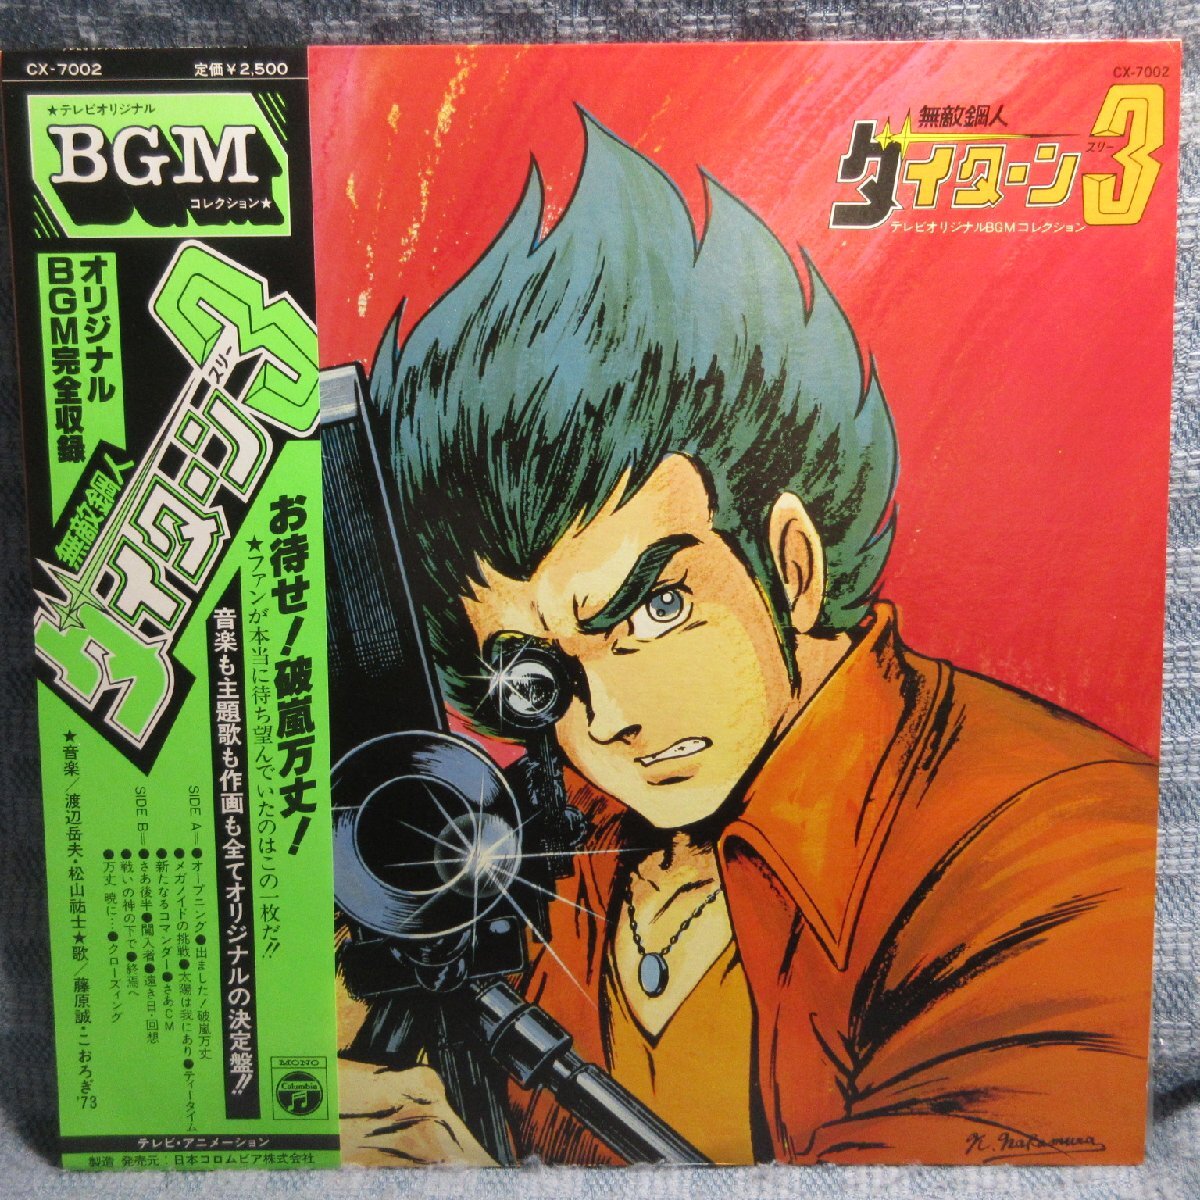 CX-7002
定価￥2,500
★テレビオリジナル
BGM
コレクション★
オリジナル
BGM完全収録
無敵鋼人
ダイターン3
スリー
お待せ!破嵐万丈!
★ファンが本当に待ち望んでいたのはこの一枚だ!!
音楽も主題歌も作画も全てオリジナルの決定盤!!
SIDE A＝●オープニング●出ました!破嵐万丈
●メガノイドの挑戦●太陽は我にあり●ティータイム
●新たなるコマンダー●さあCM
SIDE B＝●さあ後半●闖入者●遠き日・回想
●戦いの神の下で●終焉へ
●万丈 暁に…●クローズィング
★音楽/渡辺岳夫・松山祐士★歌/藤原誠・こおろぎ'73
MONO
Columbia
テレビ・アニメーション
製造 発売元:日本コロムビア株式会社
CX-7002
無敵鋼人
ダイターン3
スリー
テレビオリジナルBGMコレクション
K. Nakamura